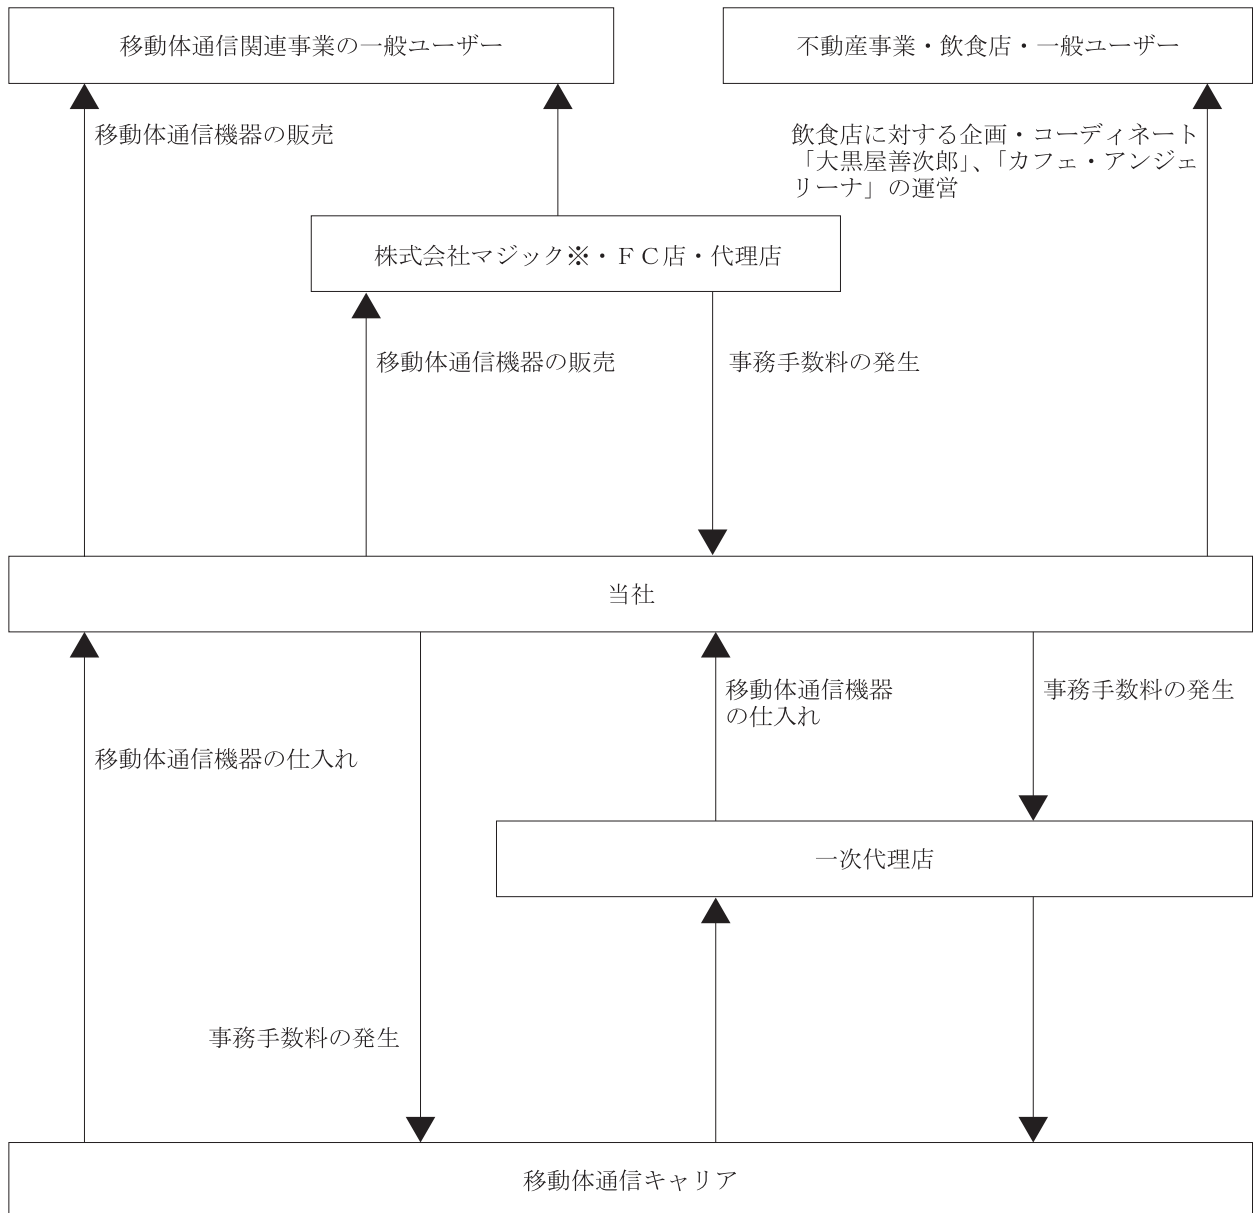 移動体通信関連事業の一般ユーザー
不動産事業・飲食店・一般ユーザー
移動体通信機器の販売
飲食店に対する企画・コーディネート
「大黒屋善次郎」、「カフェ・アンジェ
リーナ」の運営
株式会社マジック※・ＦＣ店・代理店
移動体通信機器の販売
事務手数料の発生
当社
移動体通信機器
の仕入れ
事務手数料の発生
移動体通信機器の仕入れ
一次代理店
事務手数料の発生
移動体通信キャリア